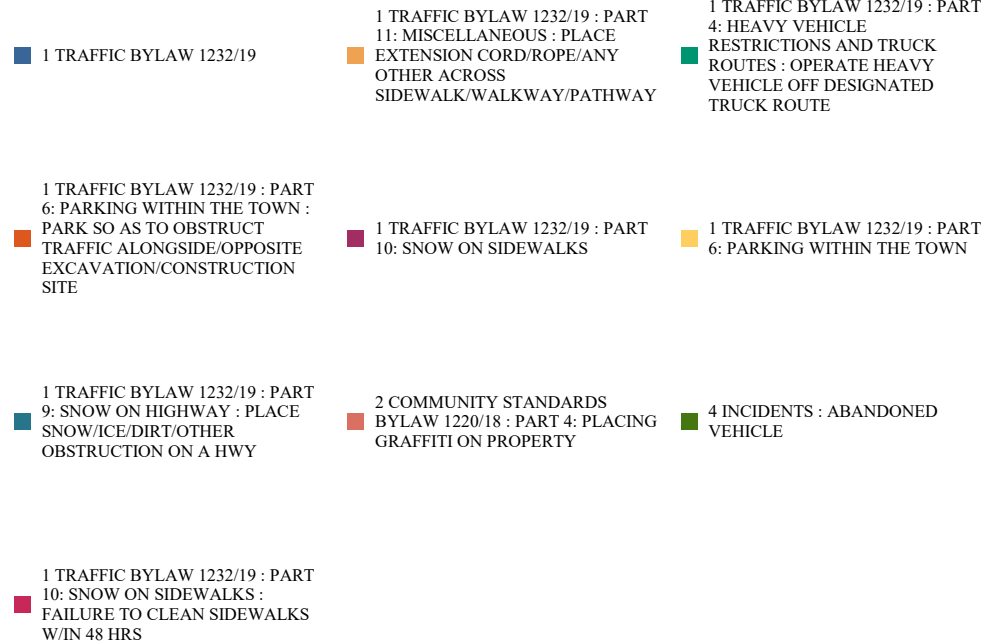 1 TRAFFIC BYLAW 1232/19
1 TRAFFIC BYLAW 1232/19 : PART
11: MISCELLANEOUS : PLACE
EXTENSION CORD/ROPE/ANY
OTHER ACROSS
SIDEWALK/WALKWAY/PATHWAY
1 TRAFFIC BYLAW 1232/19 : PART
4: HEAVY VEHICLE
RESTRICTIONS AND TRUCK
ROUTES : OPERATE HEAVY
VEHICLE OFF DESIGNATED
TRUCK ROUTE
1 TRAFFIC BYLAW 1232/19 : PART
6: PARKING WITHIN THE TOWN :
PARK SO AS TO OBSTRUCT
TRAFFIC ALONGSIDE/OPPOSITE
EXCAVATION/CONSTRUCTION
SITE
1 TRAFFIC BYLAW 1232/19 : PART
10: SNOW ON SIDEWALKS
1 TRAFFIC BYLAW 1232/19 : PART
6: PARKING WITHIN THE TOWN
1 TRAFFIC BYLAW 1232/19 : PART
9: SNOW ON HIGHWAY : PLACE
SNOW/ICE/DIRT/OTHER
OBSTRUCTION ON A HWY
2 COMMUNITY STANDARDS
BYLAW 1220/18 : PART 4: PLACING
GRAFFITI ON PROPERTY
4 INCIDENTS : ABANDONED
VEHICLE
1 TRAFFIC BYLAW 1232/19 : PART
10: SNOW ON SIDEWALKS :
FAILURE TO CLEAN SIDEWALKS
W/IN 48 HRS